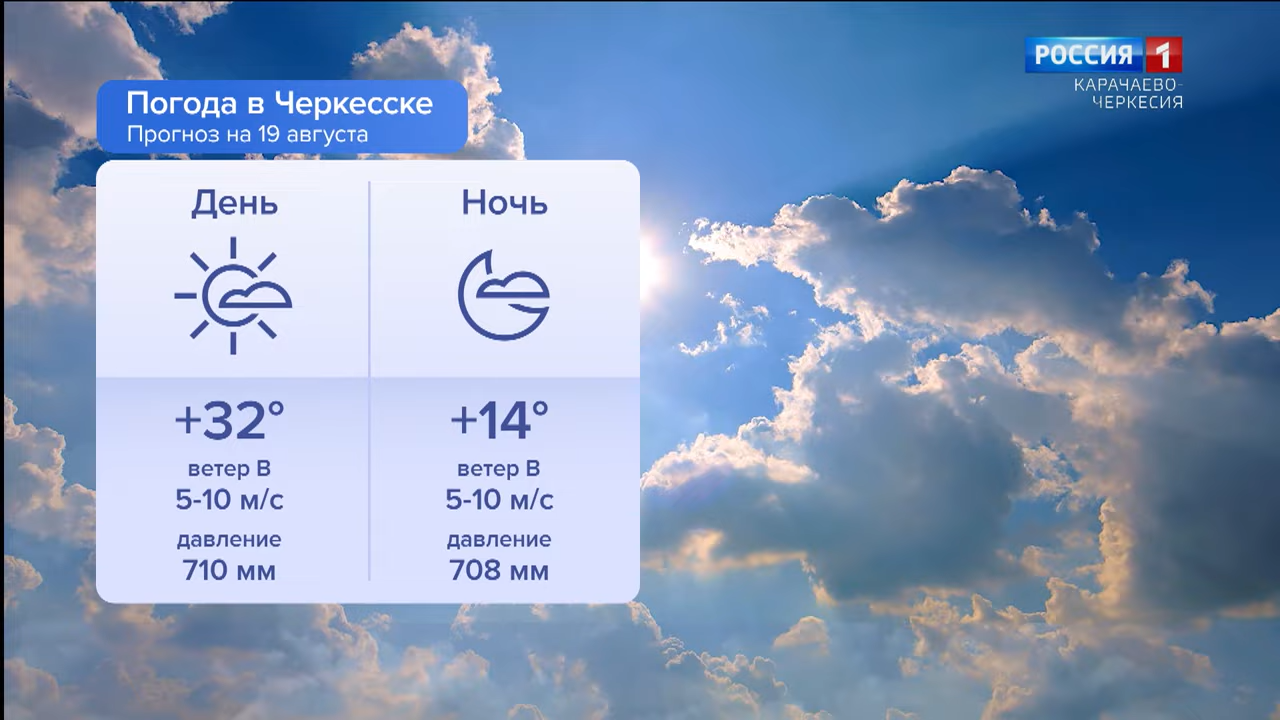 РОССИЯ 1
КАРАЧАЕВО-
ЧЕРКЕСИЯ
Погода в Черкесске
Прогноз на 19 августа
День
Ночь
+32°
+14°
ветер В
ветер В
5-10 м/с
5-10 м/с
давление
давление
710 мм
708 мм